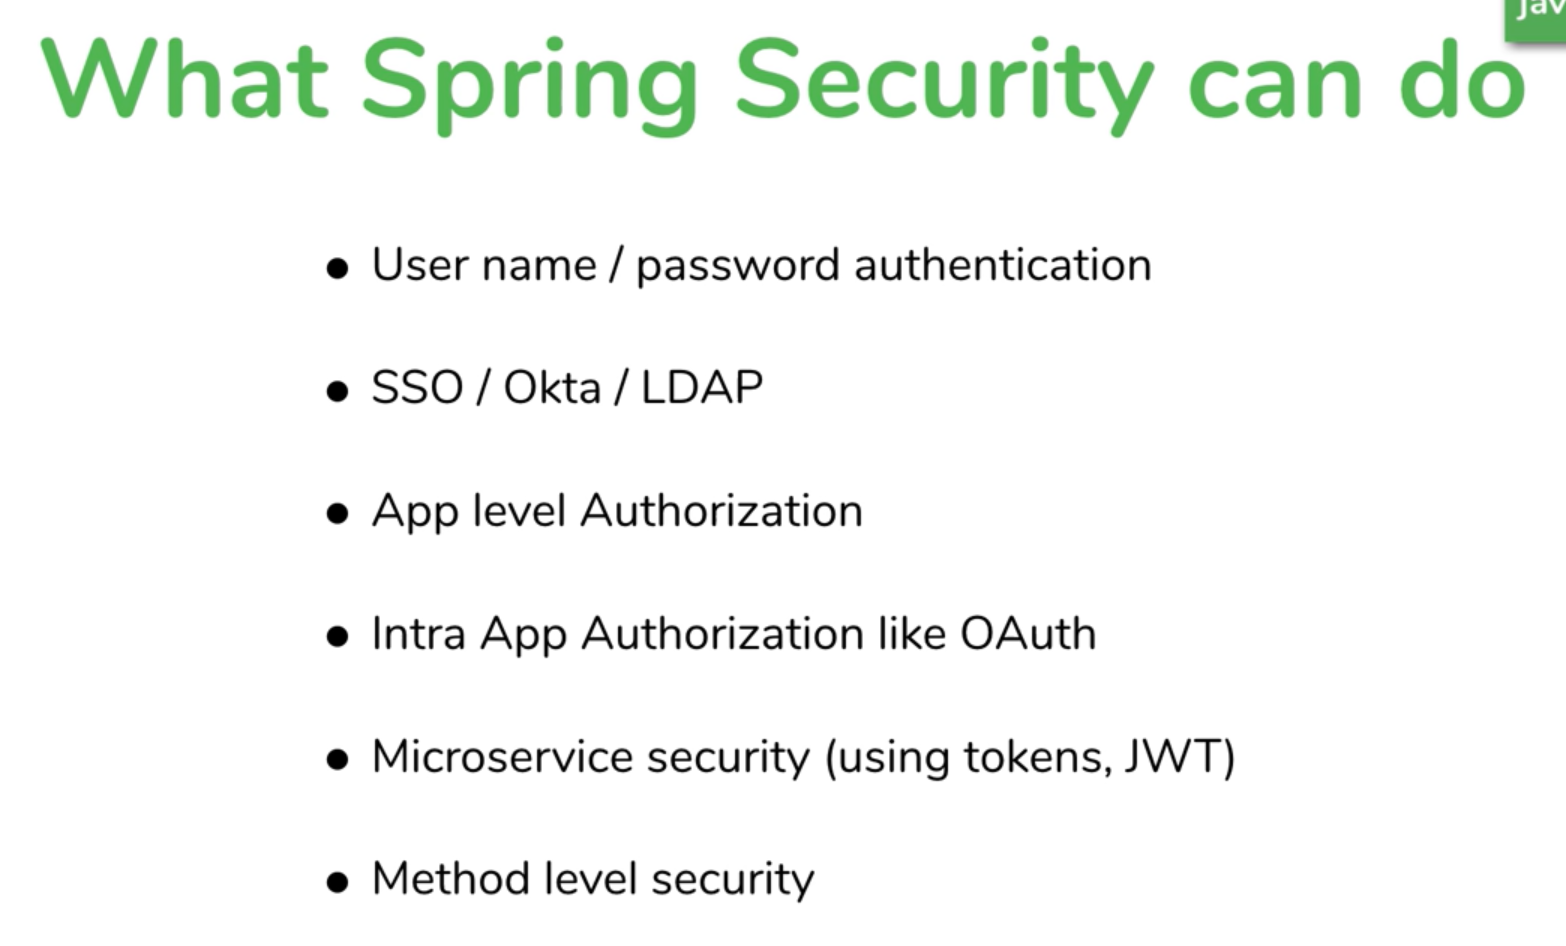 What Spring Security can do
● User name / password authentication
● SSO / Okta / LDAP
● App level Authorization
● Intra App Authorization like OAuth
● Microservice security (using tokens, JWT)
● Method level security